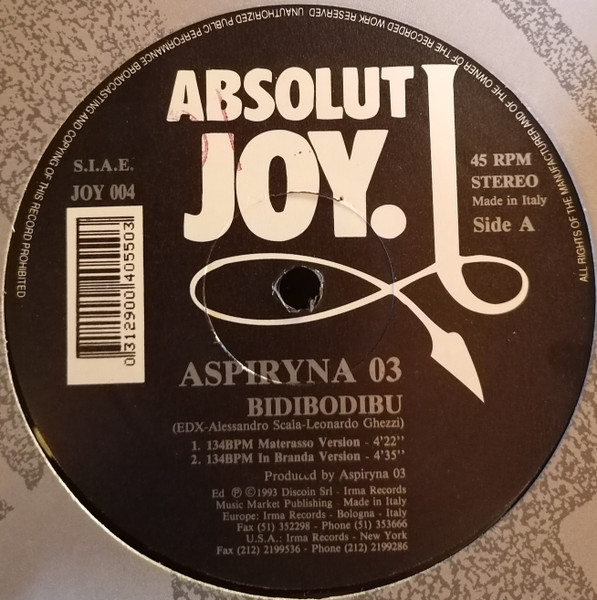 UNAUTHORIZED PUBLIC PERFORMANCE BROADCASTING AND COPYING OF THIS RECORD PROHIBITED
ALL RIGHTS OF THE MANUFACTURER AND OF THE OWNER OF THE RECORDED WORK RESERVED
ABSOLUT
JOY.
S.I.A.E.
JOY 004
45 RPM
STEREO
Made in Italy
Side A
0312900405503
ASPIRYNA 03
BIDIBODIBU
(EDX-Alessandro Scala-Leonardo Ghezzi)
1. 134BPM Materasso Version - 4'22''
2. 134BPM In Branda Version - 4'35''
Produced by Aspiryna 03
Ed ℗ © 1993 Discoin Srl - Irma Records
Music Market Publishing - Made in Italy
Europe: Irma Records - Bologna - Italy
Fax (51) 352298 - Phone (51) 353666
U.S.A.: Irma Records - New York
Fax (212) 2199536 - Phone (212) 2199286